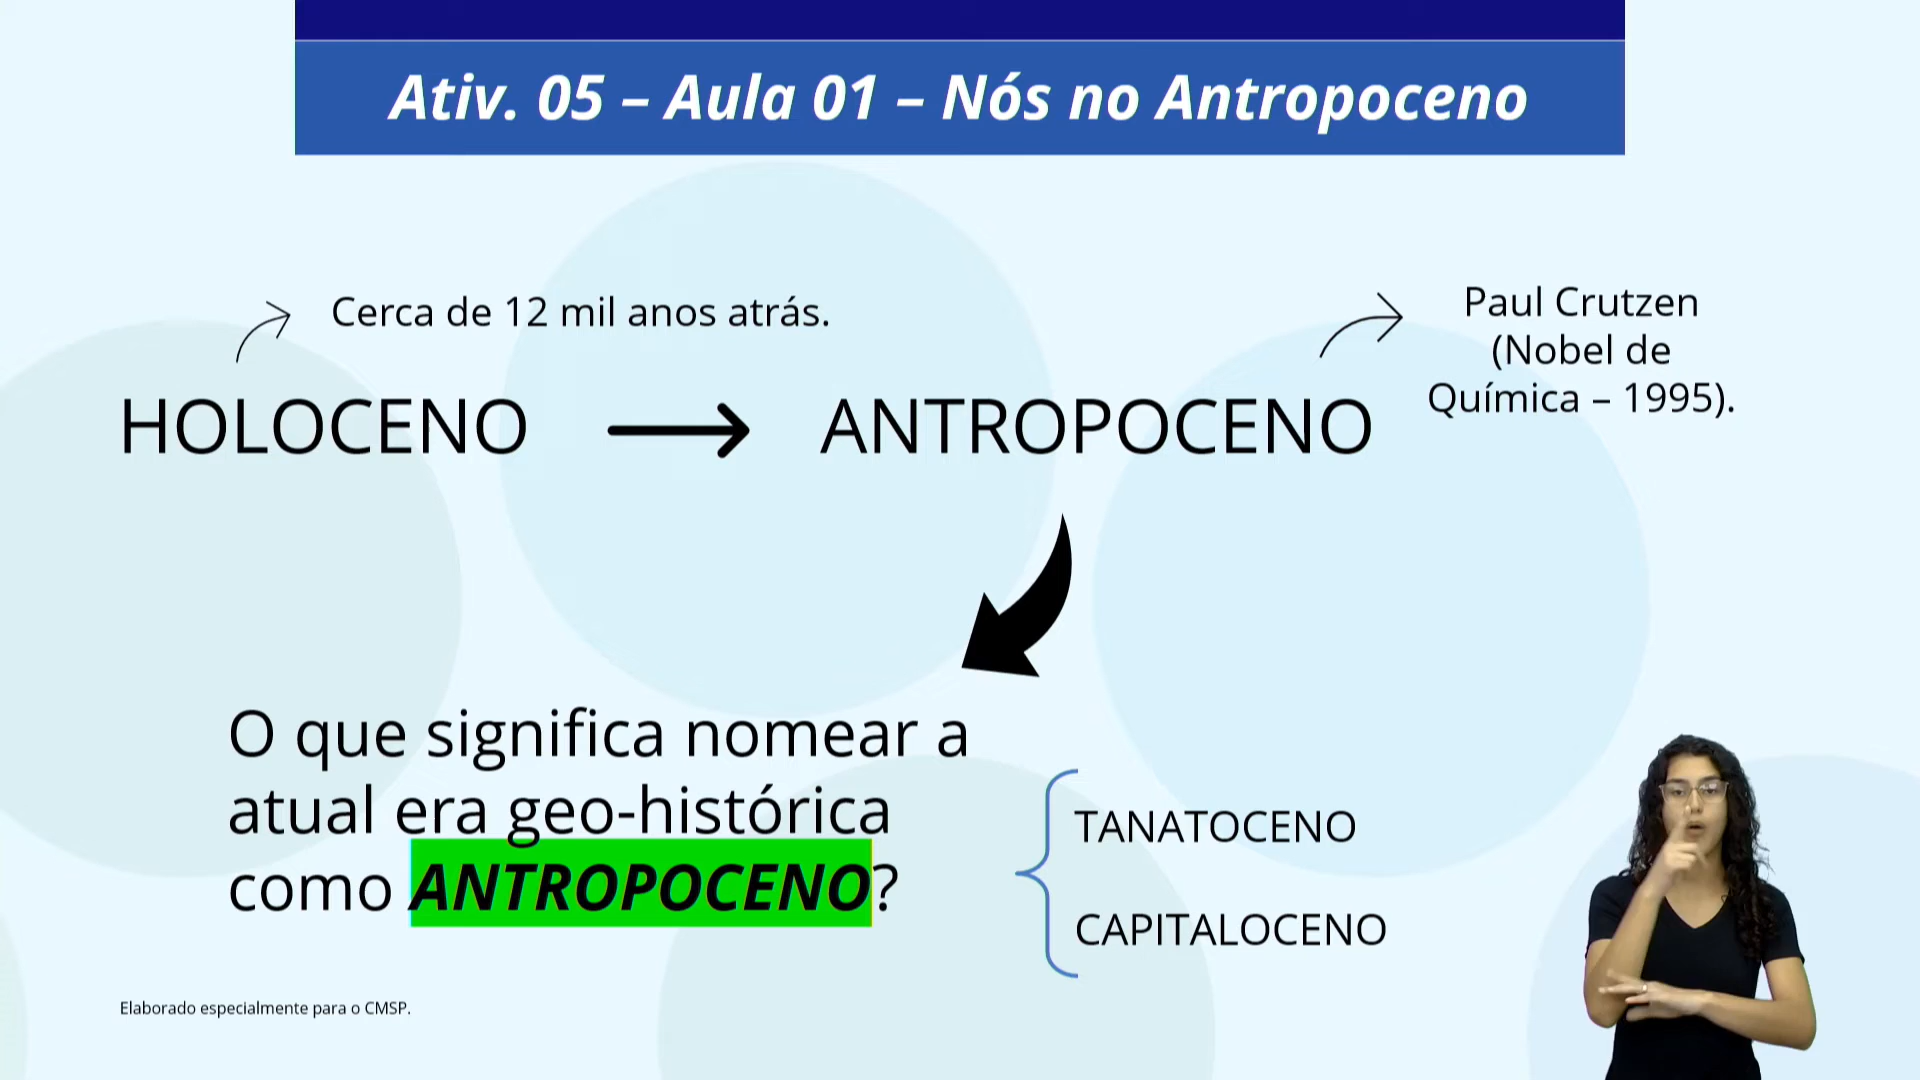 Ativ. 05 – Aula 01 – Nós no Antropoceno
Cerca de 12 mil anos atrás.
Paul Crutzen
(Nobel de
Química – 1995).
HOLOCENO
ANTROPOCENO
O que significa nomear a
atual era geo-histórica
como ANTROPOCENO?
TANATOCENO
CAPITALOCENO
Elaborado especialmente para o CMSP.